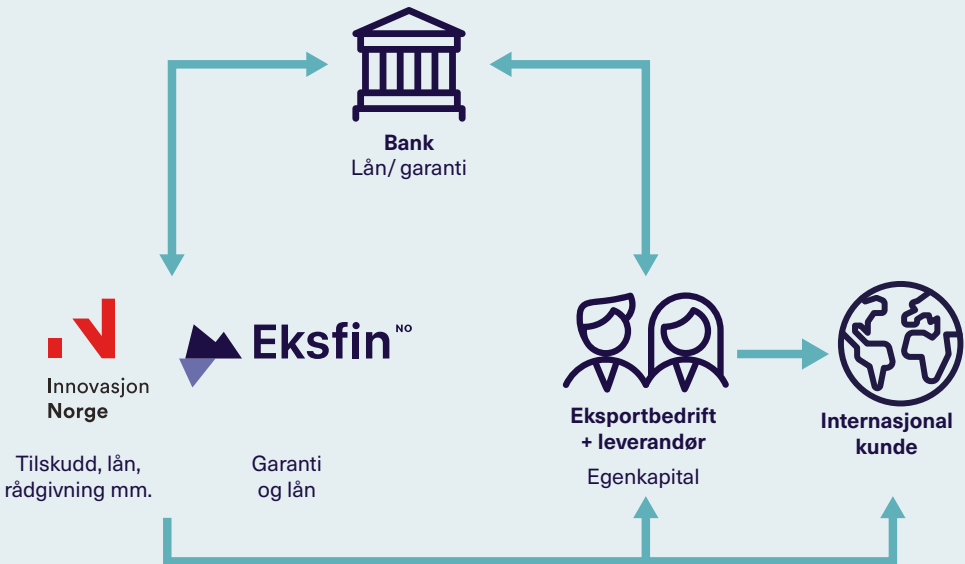 Bank
Lån/ garanti
Innovasjon
Norge
Tilskudd, lån,
rådgivning mm.
Eksfin NO
Garanti
og lån
Eksportbedrift
+ leverandør
Egenkapital
Internasjonal
kunde